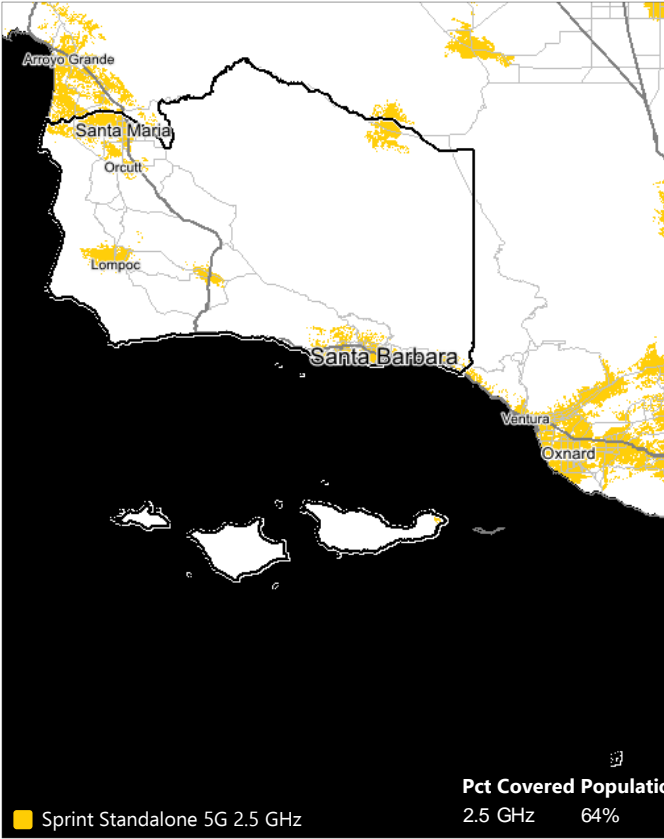 Arroyo Grande
Santa Maria
Orcutt
Lompoc
Santa Barbara
Ventura
Oxnard
Pct Covered Populatio
Sprint Standalone 5G 2.5 GHz
2.5 GHz 64%